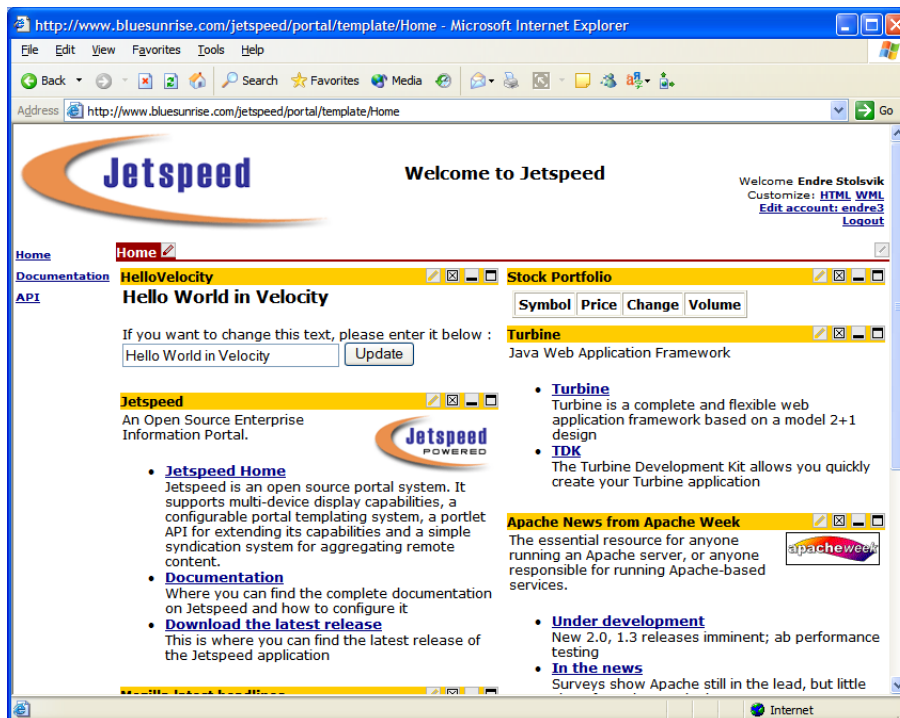 http://www.bluesunrise.com/jetspeed/portal/template/Home - Microsoft Internet Explorer
File Edit View Favorites Tools Help
Back Search Favorites Media
Address http://www.bluesunrise.com/jetspeed/portal/template/Home Go
Jetspeed
Welcome to Jetspeed
Welcome Endre Stolsvik
Customize: HTML WML
Edit account: endre3
Logout
Home
Documentation
API
Home
HelloVelocity
Hello World in Velocity
If you want to change this text, please enter it below :
Hello World in Velocity Update
Jetspeed
An Open Source Enterprise
Information Portal.
Jetspeed
POWERED
• Jetspeed Home
Jetspeed is an open source portal system. It
supports multi-device display capabilities, a
configurable portal templating system, a portlet
API for extending its capabilities and a simple
syndication system for aggregating remote
content.
• Documentation
Where you can find the complete documentation
on Jetspeed and how to configure it
• Download the latest release
This is where you can find the latest release of
the Jetspeed application
Mozilla latest headlines
Stock Portfolio
Symbol Price Change Volume
Turbine
Java Web Application Framework
• Turbine
Turbine is a complete and flexible web
application framework based on a model 2+1
design
• TDK
The Turbine Development Kit allows you quickly
create your Turbine application
Apache News from Apache Week
The essential resource for anyone
running an Apache server, or anyone
responsible for running Apache-based
services.
apacheweek
• Under development
New 2.0, 1.3 releases imminent; ab performance
testing
• In the news
Surveys show Apache still in the lead, but little
Internet